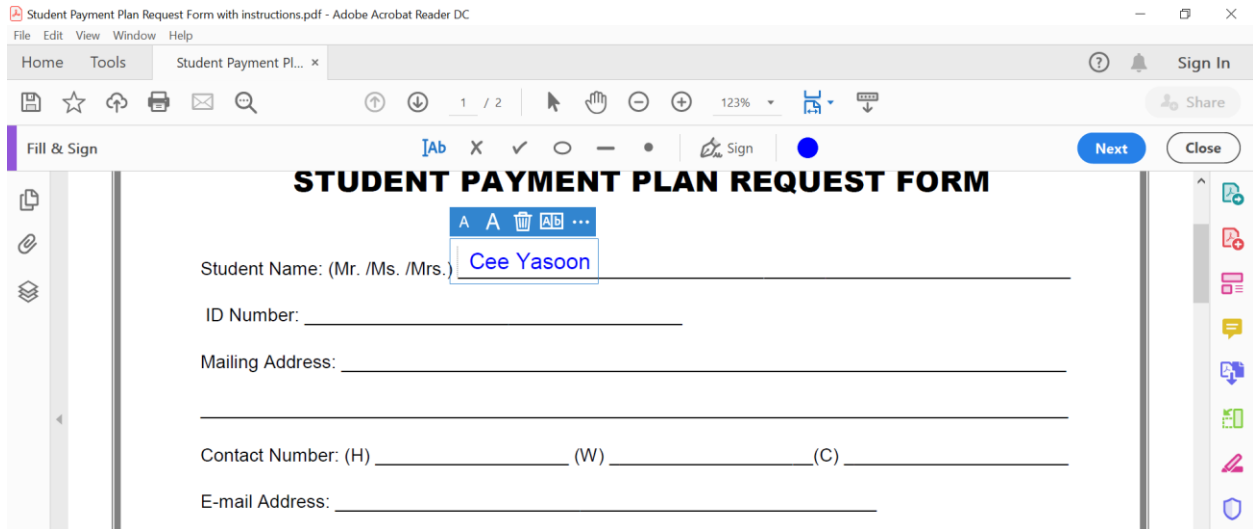 Student Payment Plan Request Form with instructions.pdf - Adobe Acrobat Reader DC
File Edit View Window Help
Home Tools Student Payment Pl... × ? Sign In
1 / 2 123% Share
Fill & Sign Ab Sign Next Close
STUDENT PAYMENT PLAN REQUEST FORM
A A Ab ...
Student Name: (Mr. /Ms. /Mrs.) Cee Yasoon
ID Number:
Mailing Address:
Contact Number: (H) (W) (C)
E-mail Address: